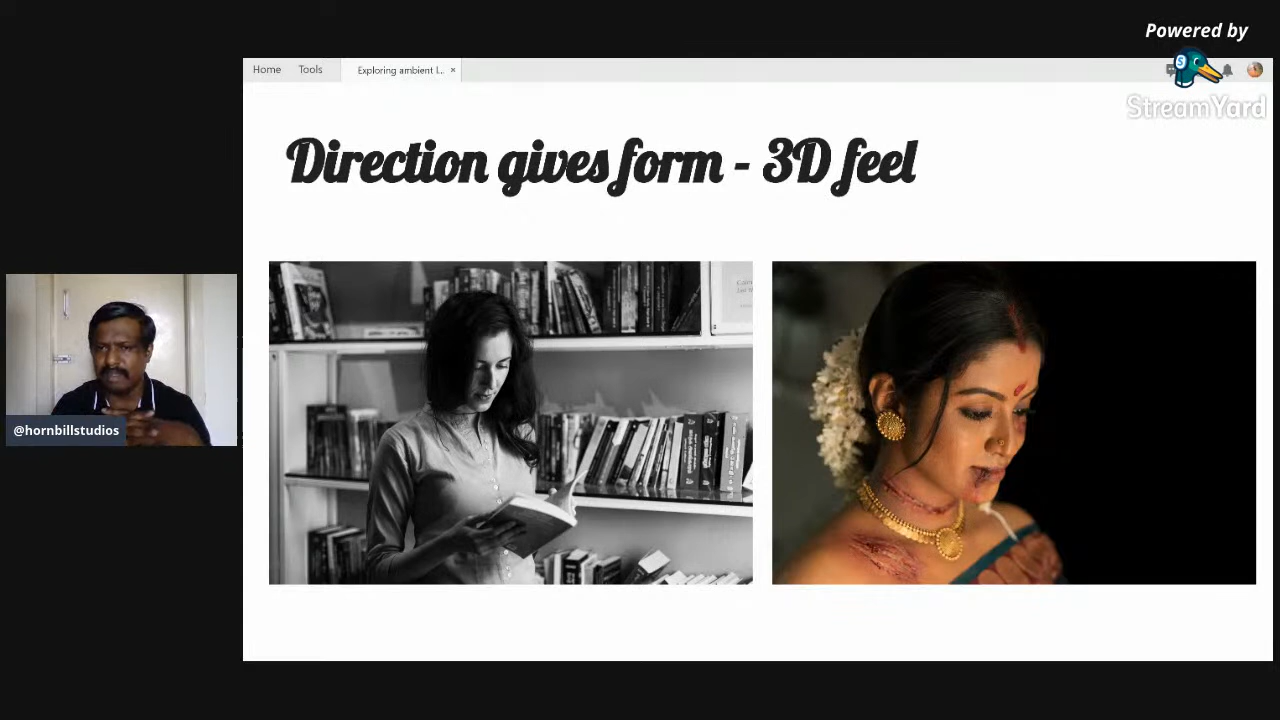 Powered by
StreamYard
Home
Tools
Exploring ambient l...
×
Direction gives form - 3D feel
@hornbillstudios